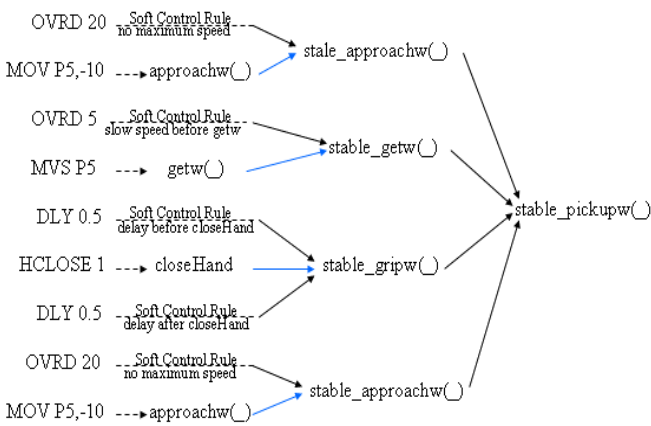 OVRD 20 Soft Control Rule
no maximum speed
stale_approachw(_)
MOV P5,-10 approachw(_)
OVRD 5 Soft Control Rule
slow speed before getw
stable_getw(_)
MVS P5 getw(_)
DLY 0.5 Soft Control Rule
delay before closeHand
stable_pickupw(_)
HCLOSE 1 closeHand stable_gripw(_)
DLY 0.5 Soft Control Rule
delay after closeHand
OVRD 20 Soft Control Rule
no maximum speed
stable_approachw(_)
MOV P5,-10 approachw(_)